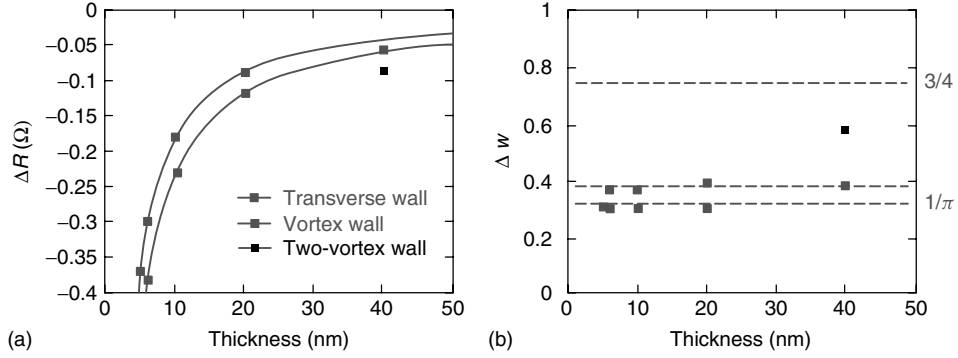 0
−0.05
−0.1
−0.15
−0.2
−0.25
−0.3
−0.35
−0.4
ΔR (Ω)
Transverse wall
Vortex wall
Two-vortex wall
0 10 20 30 40 50
(a) Thickness (nm)
1
0.8
0.6
0.4
0.2
0
Δ w
3/4
1/π
0 10 20 30 40 50
(b) Thickness (nm)